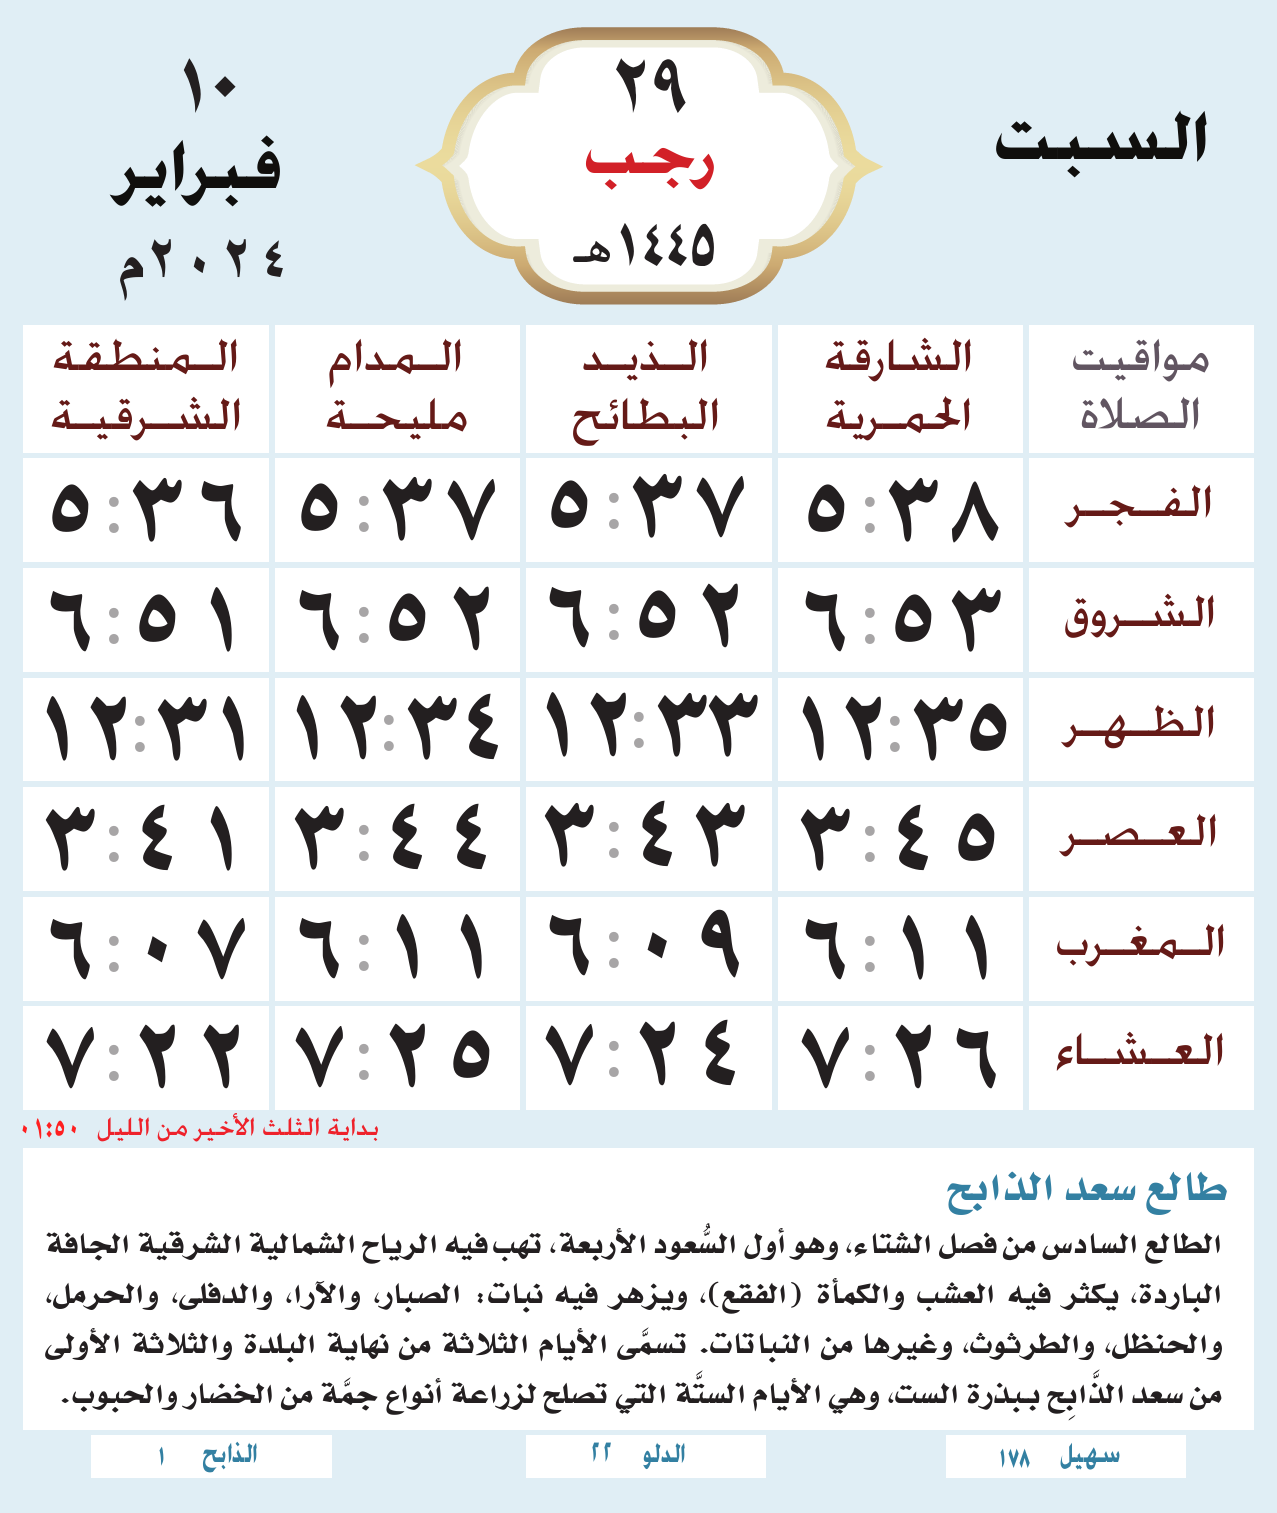 السبت
٢٩
رجب
١٤٤٥هـ
١٠
فبراير
٢٠٢٤م
مواقيت الصلاة
الشارقة الحمرية
الذيد البطائح
المدام مليحة
المنطقة الشرقية
الفجر ٥:٣٨ ٥:٣٧ ٥:٣٧ ٥:٣٦
الشروق ٦:٥٣ ٦:٥٢ ٦:٥٢ ٦:٥١
الظهر ١٢:٣٥ ١٢:٣٣ ١٢:٣٤ ١٢:٣١
العصر ٣:٤٥ ٣:٤٣ ٣:٤٤ ٣:٤١
المغرب ٦:١١ ٦:٠٩ ٦:١١ ٦:٠٧
العشاء ٧:٢٦ ٧:٢٤ ٧:٢٥ ٧:٢٢
بداية الثلث الأخير من الليل ٠١:٥٠
طالع سعد الذابح
الطالع السادس من فصل الشتاء، وهو أول السُّعود الأربعة، تهب فيه الرياح الشمالية الشرقية الجافة
الباردة، يكثر فيه العشب والكمأة (الفقع)، ويزهر فيه نبات: الصبار، والآرا، والدفلى، والحرمل،
والحنظل، والطرثوث، وغيرها من النباتات. تسمَّى الأيام الثلاثة من نهاية البلدة والثلاثة الأولى
من سعد الذَّابِح ببذرة الست، وهي الأيام الستَّة التي تصلح لزراعة أنواع جمَّة من الخضار والحبوب.
سهيل ١٧٨
الدلو ٢٢
الذابح ١